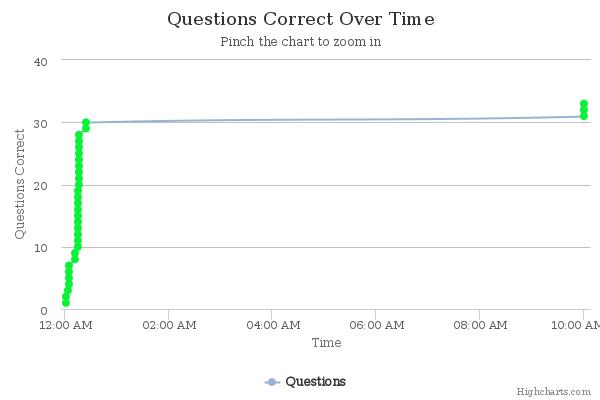 Questions Correct Over Time
Pinch the chart to zoom in
Questions Correct
40
30
20
10
0
12:00 AM 02:00 AM 04:00 AM 06:00 AM 08:00 AM 10:00 AM
Time
Questions
Highcharts.com